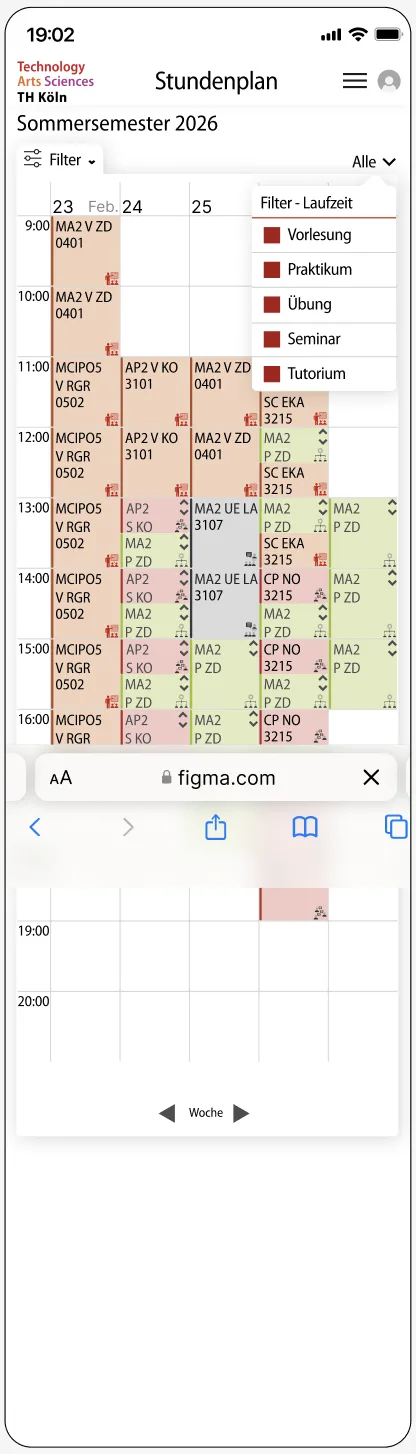 19:02
Technology
Arts Sciences
TH Köln
Stundenplan
Sommersemester 2026
Filter
Alle
23 Feb. 24 25
Filter - Laufzeit
Vorlesung
Praktikum
Übung
Seminar
Tutorium
9:00 MA2 V ZD
0401
10:00 MA2 V ZD
0401
11:00 MCIPO5 AP2 V KO MA2 V ZD
V RGR 3101 0401
0502 SC EKA
3215
12:00 MCIPO5 AP2 V KO MA2 V ZD MA2
V RGR 3101 0401 P ZD
0502 SC EKA
3215
13:00 MCIPO5 AP2 MA2 UE LA MA2 MA2
V RGR S KO 3107 P ZD P ZD
0502 MA2 SC EKA
P ZD 3215
14:00 MCIPO5 AP2 MA2 UE LA CP NO MA2
V RGR S KO 3107 3215 P ZD
0502 MA2 MA2
P ZD P ZD
15:00 MCIPO5 AP2 MA2 CP NO MA2
V RGR S KO P ZD 3215 P ZD
0502 MA2 MA2
P ZD P ZD
16:00 MCIPO5 AP2 MA2 CP NO
V RGR S KO P ZD 3215
AA figma.com
19:00
20:00
Woche